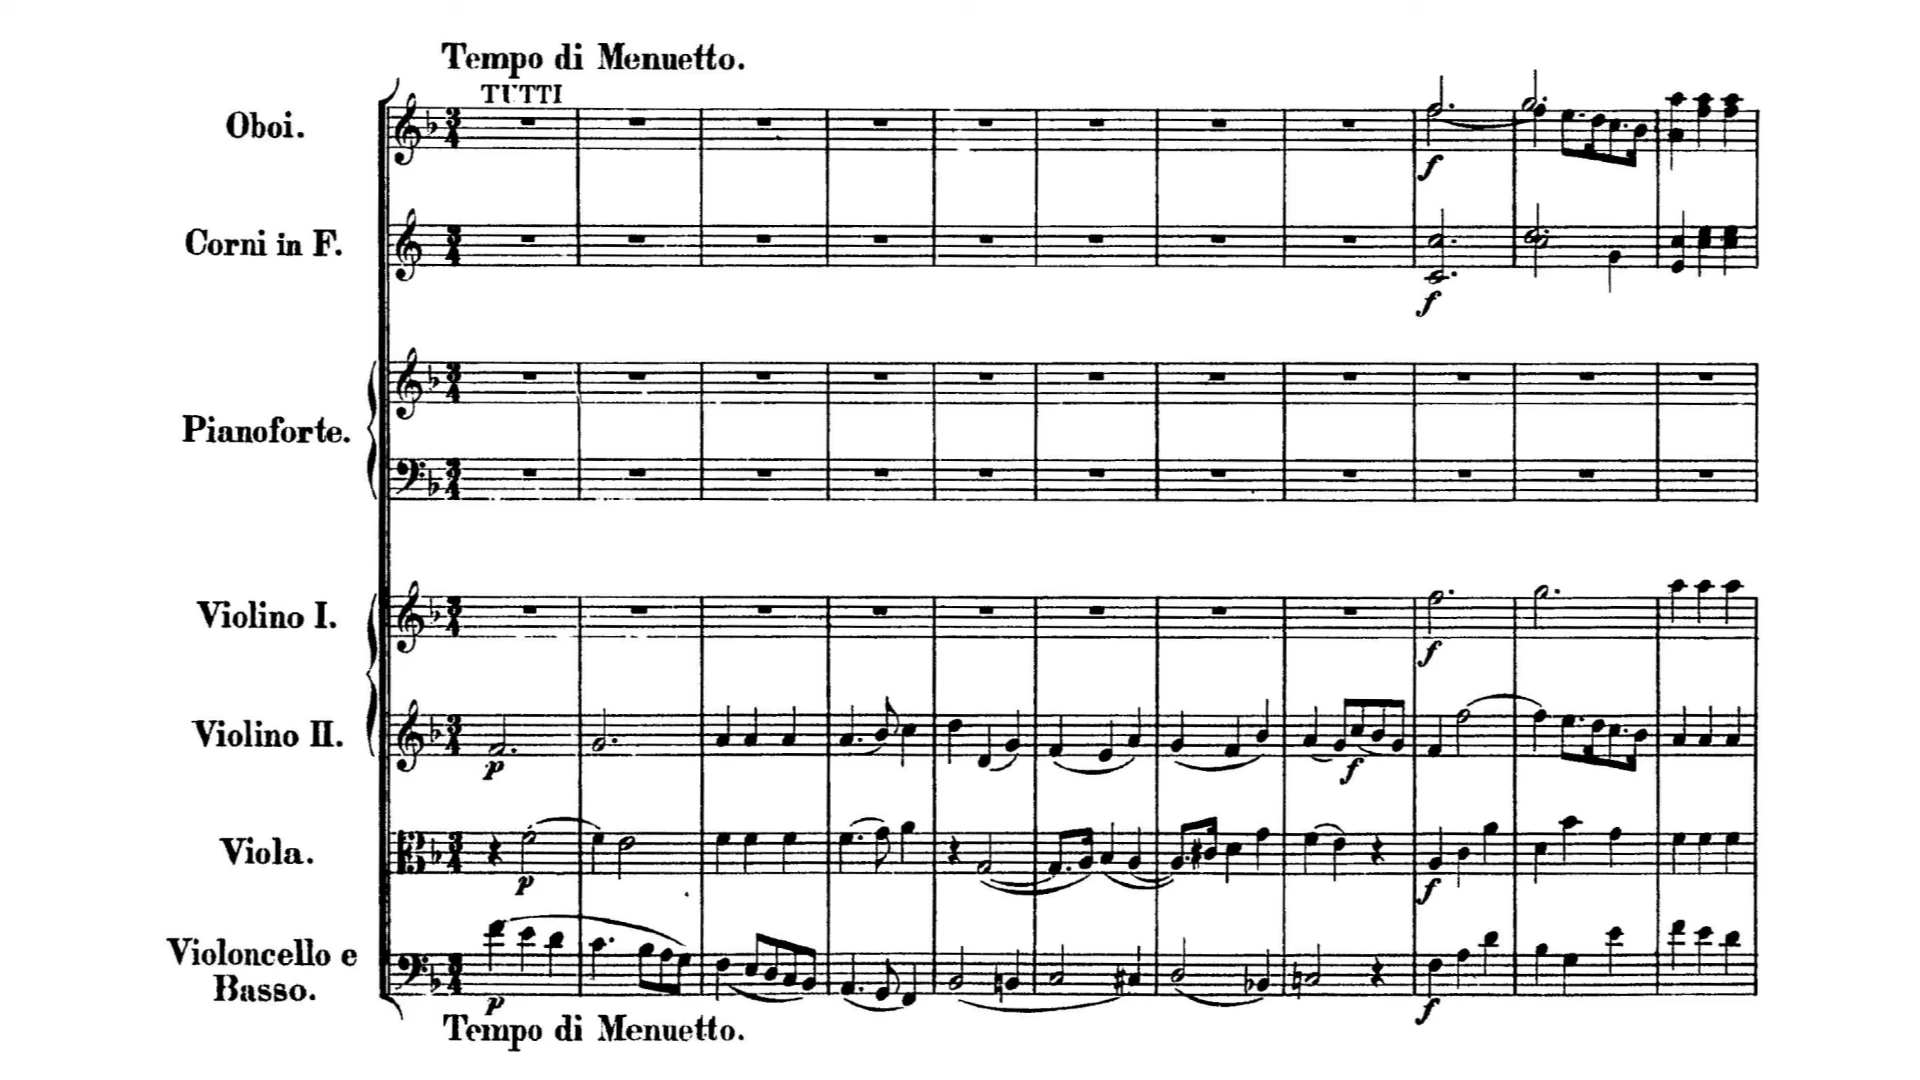 Tempo di Menuetto.
TUTTI
Oboi.
f
Corni in F.
f
Pianoforte.
Violino I.
f
Violino II.
p
f
Viola.
p
f
Violoncello e
Basso.
p
f
Tempo di Menuetto.